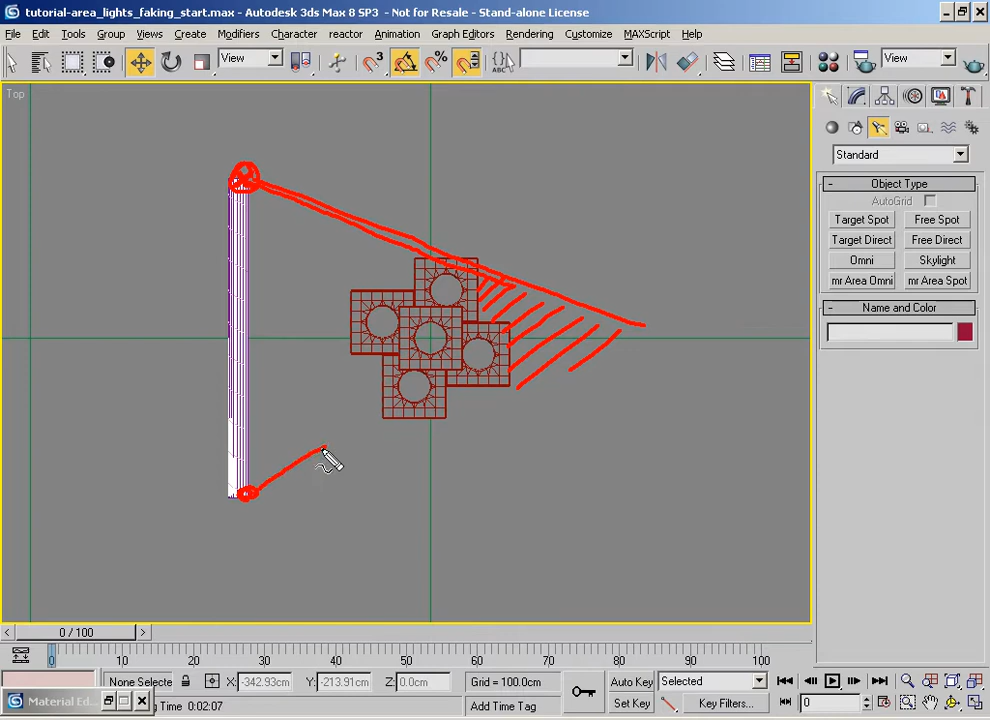 tutorial-area_lights_faking_start.max - Autodesk 3ds Max 8 SP3 - Not for Resale - Stand-alone License
File Edit Tools Group Views Create Modifiers Character reactor Animation Graph Editors Rendering Customize MAXScript Help
View 3 % ABC View
Top
Standard
- Object Type
AutoGrid
Target Spot Free Spot
Target Direct Free Direct
Omni Skylight
mr Area Omni mr Area Spot
- Name and Color
< 0 / 100 >
0 10 20 30 40 50 60 70 80 90 100
None Selecte X: -342.93cm Y: -213.91cm Z: 0.0cm Grid = 100.0cm Auto Key Selected
Material Ed... ing Time 0:02:07 Add Time Tag Set Key Key Filters... 0